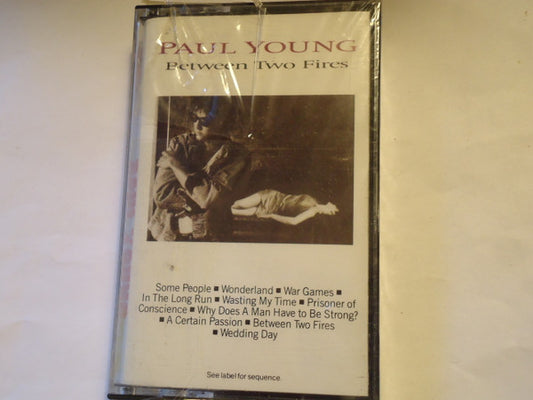 PAUL YOUNG
Between Two Fires
Some People ■ Wonderland ■ War Games ■
In The Long Run ■ Wasting My Time ■ Prisoner of
Conscience ■ Why Does A Man Have to Be Strong?
■ A Certain Passion ■ Between Two Fires
■ Wedding Day
See label for sequence.